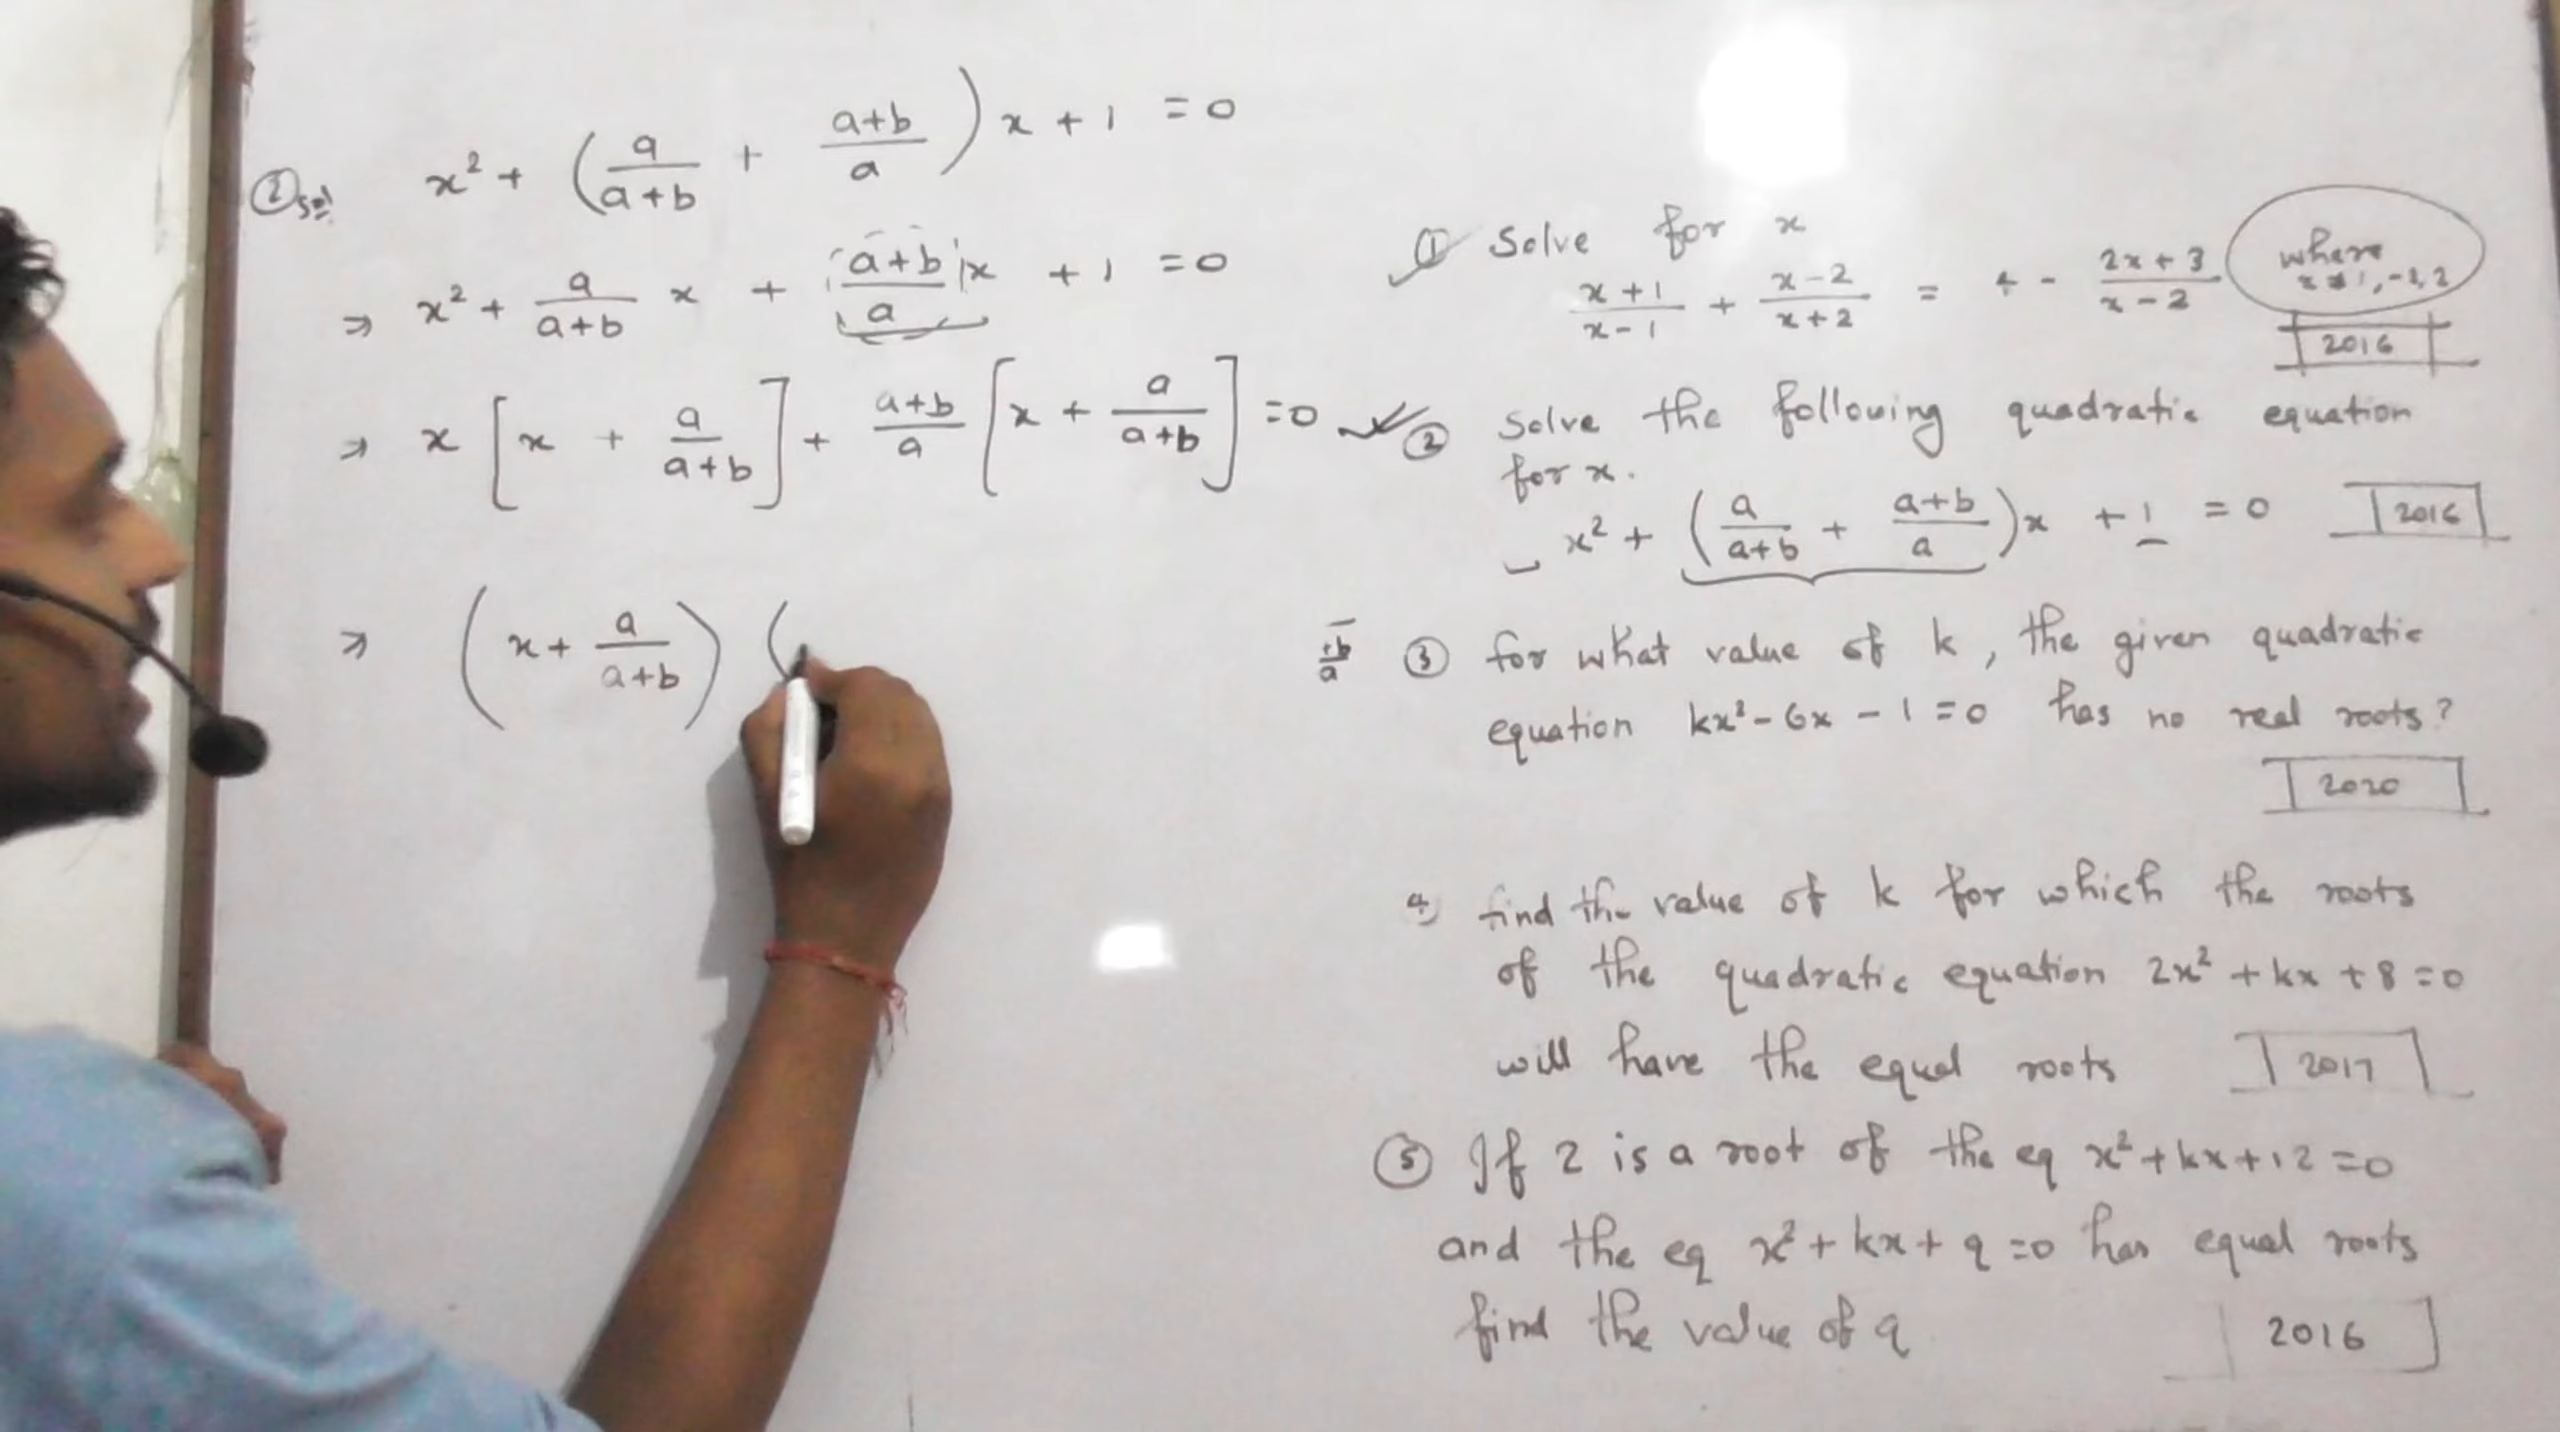 ② Sol x² + (a/(a+b) + (a+b)/a) x + 1 = 0
⇒ x² + a/(a+b) x + (a+b)/a x + 1 = 0
⇒ x [x + a/(a+b)] + (a+b)/a [x + a/(a+b)] = 0
⇒ (x + a/(a+b)) (
① Solve for x
(x+1)/(x-1) + (x-2)/(x+2) = 4 - (2x+3)/(x-2) where
x ≠ 1, -2, 2
2016
② Solve the following quadratic equation
for x.
x² + (a/(a+b) + (a+b)/a) x + 1 = 0 2016
+b/a
③ for what value of k, the given quadratic
equation kx² - 6x - 1 = 0 has no real roots?
2020
4) find the value of k for which the roots
of the quadratic equation 2x² + kx + 8 = 0
will have the equal roots 2017
⑤ If 2 is a root of the eq x² + kx + 12 = 0
and the eq x² + kx + q = 0 has equal roots
find the value of q 2016